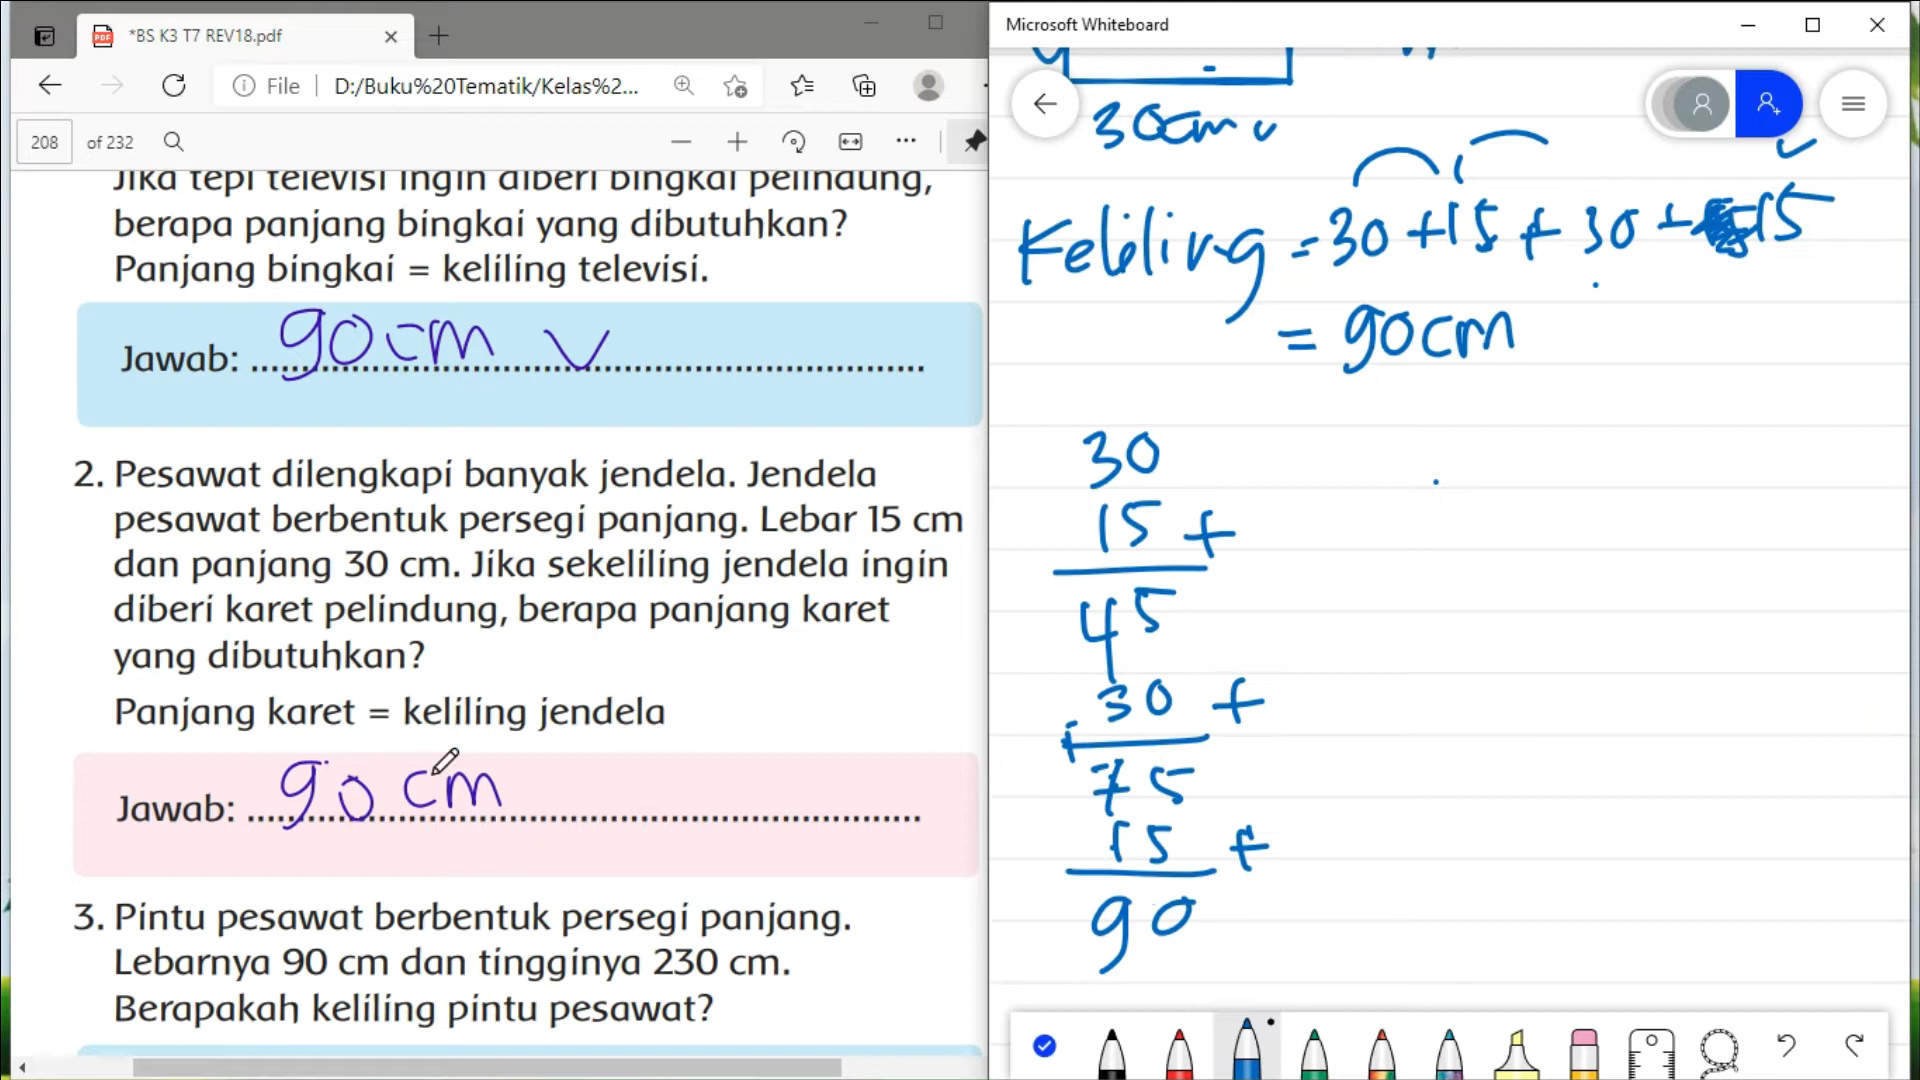 *BS K3 T7 REV18.pdf
File
D:/Buku%20Tematik/Kelas%2...
208
of 232
Jika tepi televisi ingin diberi bingkai pelindung,
berapa panjang bingkai yang dibutuhkan?
Panjang bingkai = keliling televisi.
Jawab: 90 cm
2. Pesawat dilengkapi banyak jendela. Jendela
pesawat berbentuk persegi panjang. Lebar 15 cm
dan panjang 30 cm. Jika sekeliling jendela ingin
diberi karet pelindung, berapa panjang karet
yang dibutuhkan?
Panjang karet = keliling jendela
Jawab: 90 cm
3. Pintu pesawat berbentuk persegi panjang.
Lebarnya 90 cm dan tingginya 230 cm.
Berapakah keliling pintu pesawat?
Microsoft Whiteboard
30cm
Keliling = 30 + 15 + 30 + 15
= 90 cm
30
15 +
45
30 +
75
15 +
90